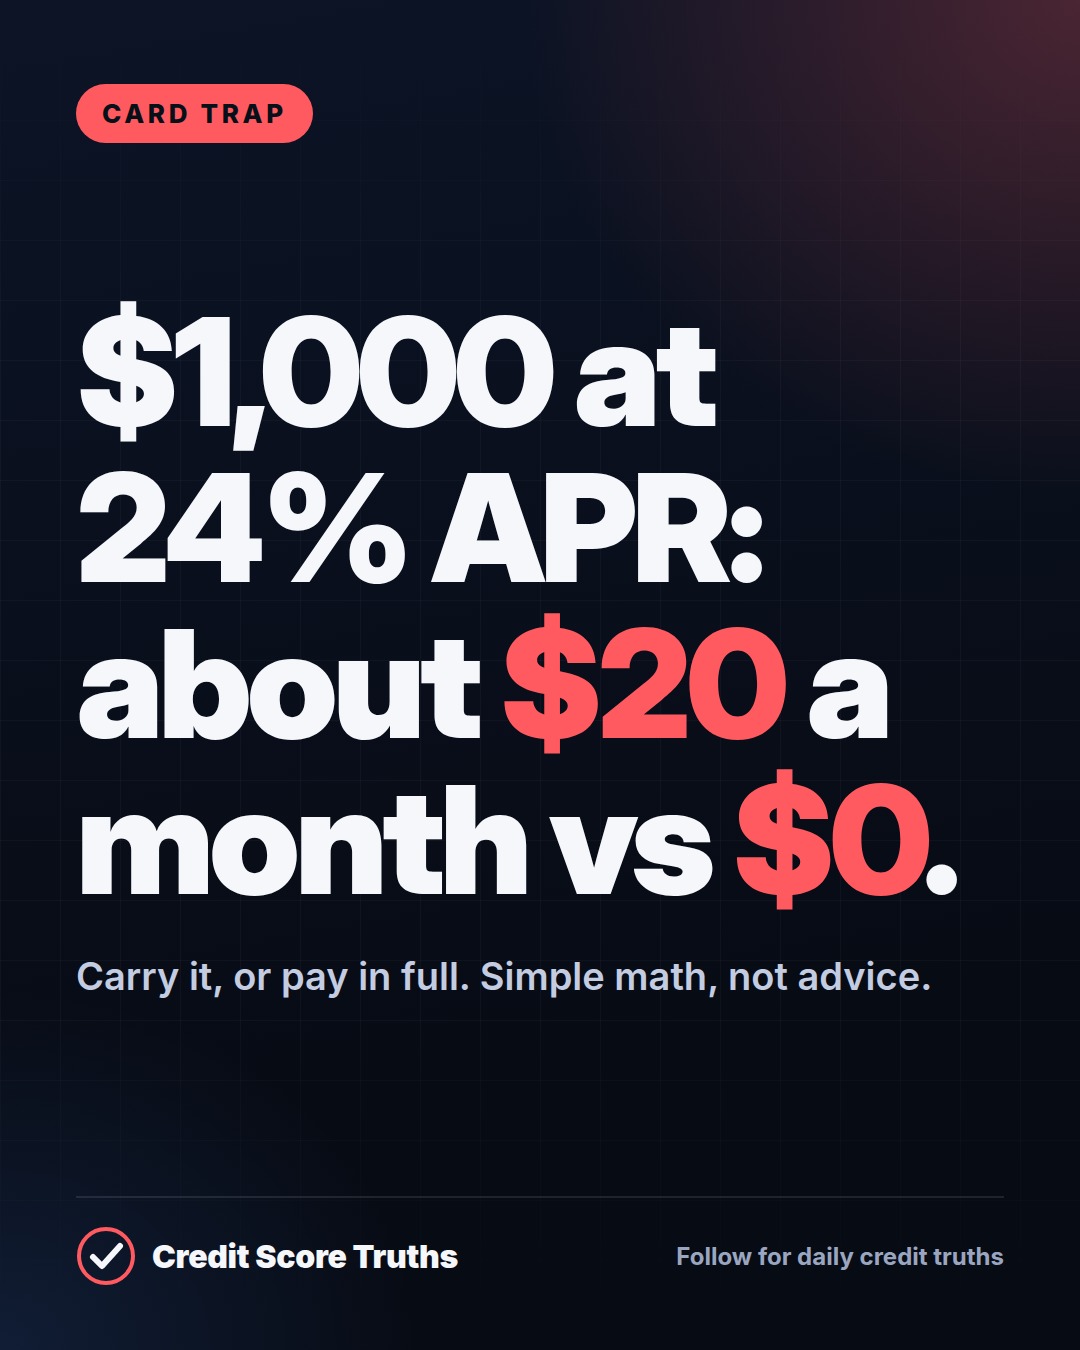 CARD TRAP
$1,000 at
24% APR:
about $20 a
month vs $0.
Carry it, or pay in full. Simple math, not advice.
Credit Score Truths
Follow for daily credit truths